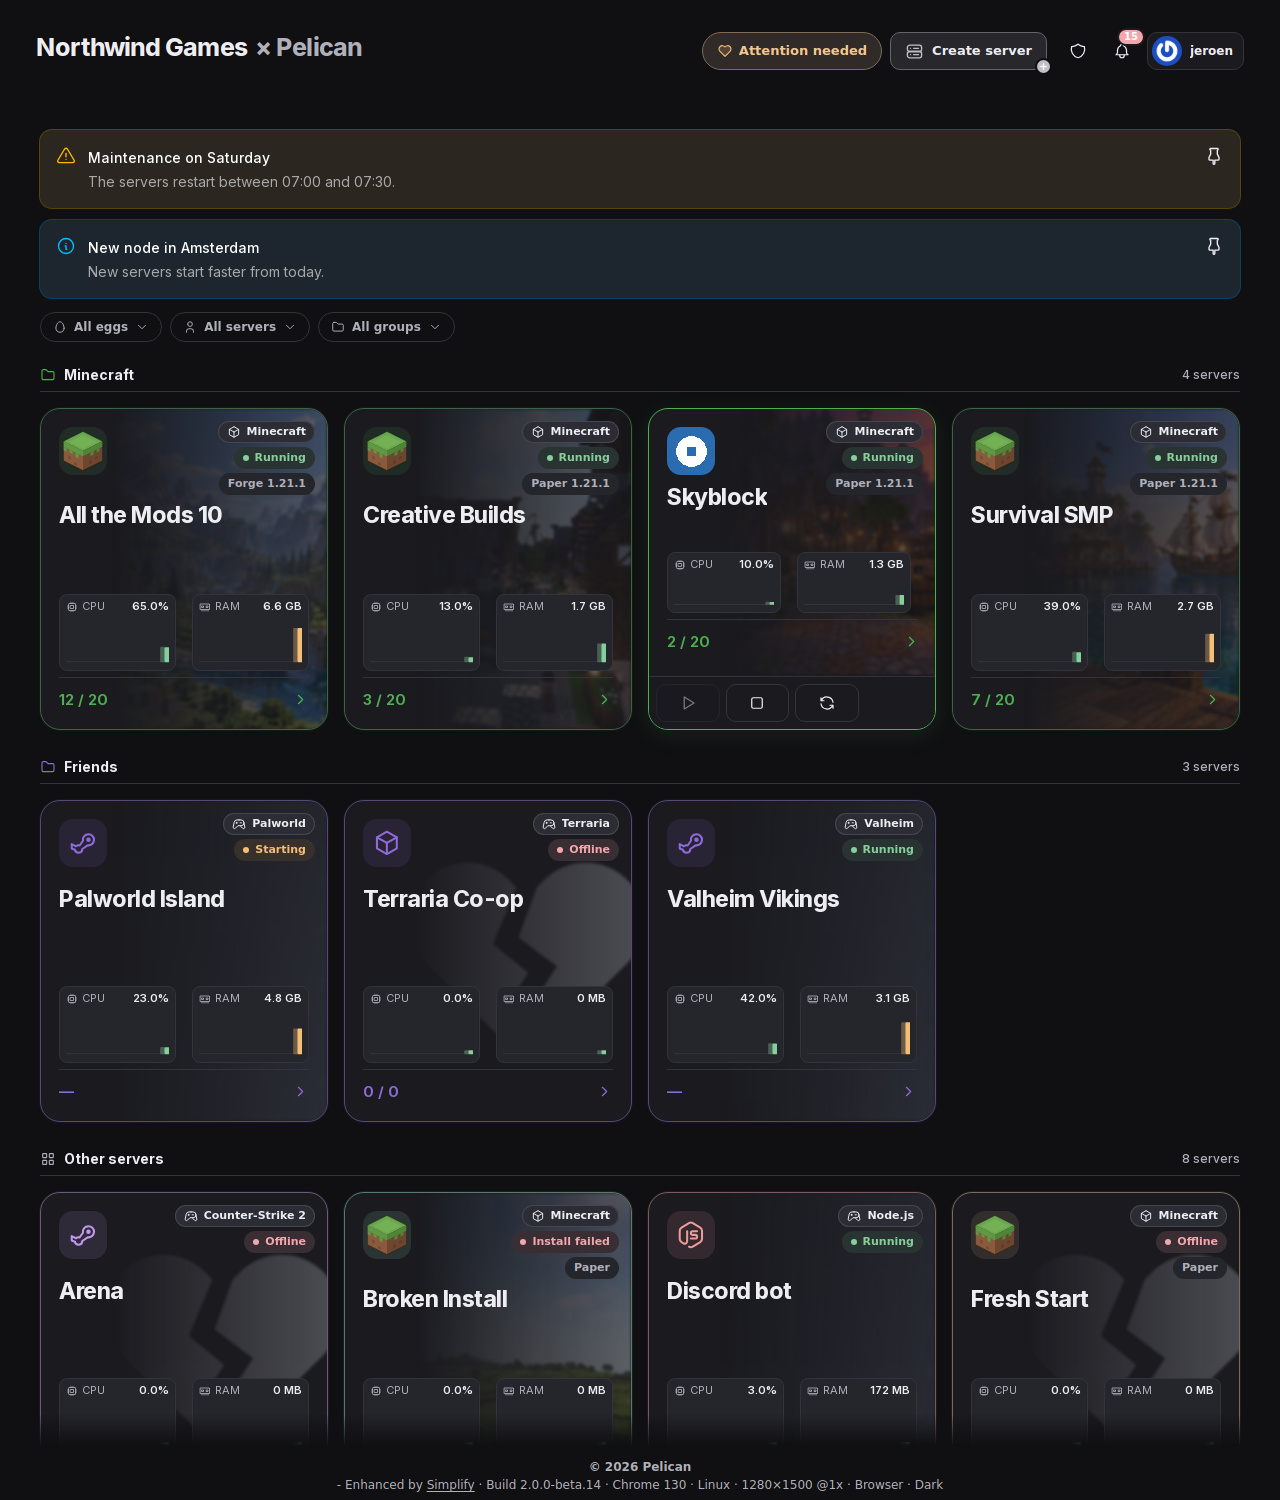 Northwind Games × Pelican
Attention needed
Create server
15
jeroen
Maintenance on Saturday
The servers restart between 07:00 and 07:30.
New node in Amsterdam
New servers start faster from today.
All eggs
All servers
All groups
Minecraft
4 servers
Minecraft
Running
Forge 1.21.1
All the Mods 10
CPU 65.0%
RAM 6.6 GB
12 / 20
Minecraft
Running
Paper 1.21.1
Creative Builds
CPU 13.0%
RAM 1.7 GB
3 / 20
Minecraft
Running
Paper 1.21.1
Skyblock
CPU 10.0%
RAM 1.3 GB
2 / 20
Minecraft
Running
Paper 1.21.1
Survival SMP
CPU 39.0%
RAM 2.7 GB
7 / 20
Friends
3 servers
Palworld
Starting
Palworld Island
CPU 23.0%
RAM 4.8 GB
—
Terraria
Offline
Terraria Co-op
CPU 0.0%
RAM 0 MB
0 / 0
Valheim
Running
Valheim Vikings
CPU 42.0%
RAM 3.1 GB
—
Other servers
8 servers
Counter-Strike 2
Offline
Arena
CPU 0.0%
RAM 0 MB
Minecraft
Install failed
Paper
Broken Install
CPU 0.0%
RAM 0 MB
Node.js
Running
Discord bot
CPU 3.0%
RAM 172 MB
Minecraft
Offline
Paper
Fresh Start
CPU 0.0%
RAM 0 MB
© 2026 Pelican
- Enhanced by Simplify · Build 2.0.0-beta.14 · Chrome 130 · Linux · 1280×1500 @1x · Browser · Dark